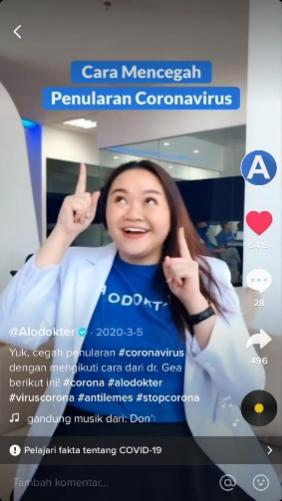 Cara Mencegah
Penularan Coronavirus
A
ODOKT
6419
28
496
@Alodokter · 2020-3-5
Yuk, cegah penularan #coronavirus
dengan mengikuti cara dari dr. Gea
berikut ini! #corona #alodokter
#viruscorona #antilemes #stopcorona
gandung musik dari: Don'
Pelajari fakta tentang COVID-19
Tambah komentar...